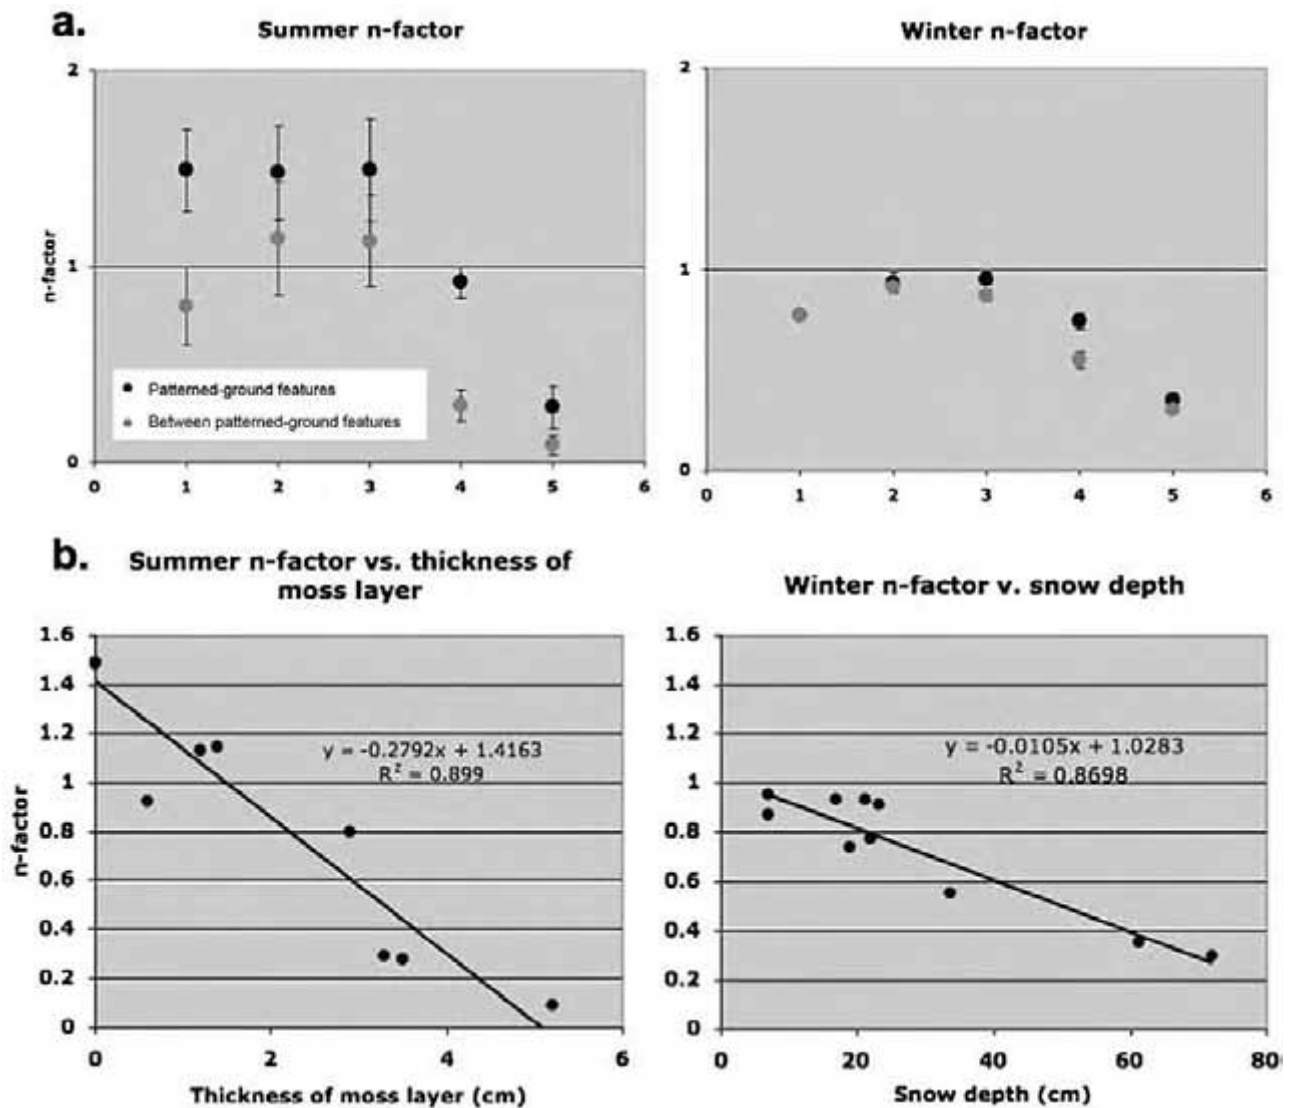 a.
Summer n-factor
Winter n-factor
2
1
0
n-factor
Patterned-ground features
Between patterned-ground features
0 1 2 3 4 5 6
2
1
0
0 1 2 3 4 5 6
b.
Summer n-factor vs. thickness of
moss layer
Winter n-factor v. snow depth
1.6
1.4
1.2
1
0.8
0.6
0.4
0.2
0
n-factor
y = -0.2792x + 1.4163
R² = 0.899
0 2 4 6
Thickness of moss layer (cm)
1.6
1.4
1.2
1
0.8
0.6
0.4
0.2
0
y = -0.0105x + 1.0283
R² = 0.8698
0 20 40 60 80
Snow depth (cm)